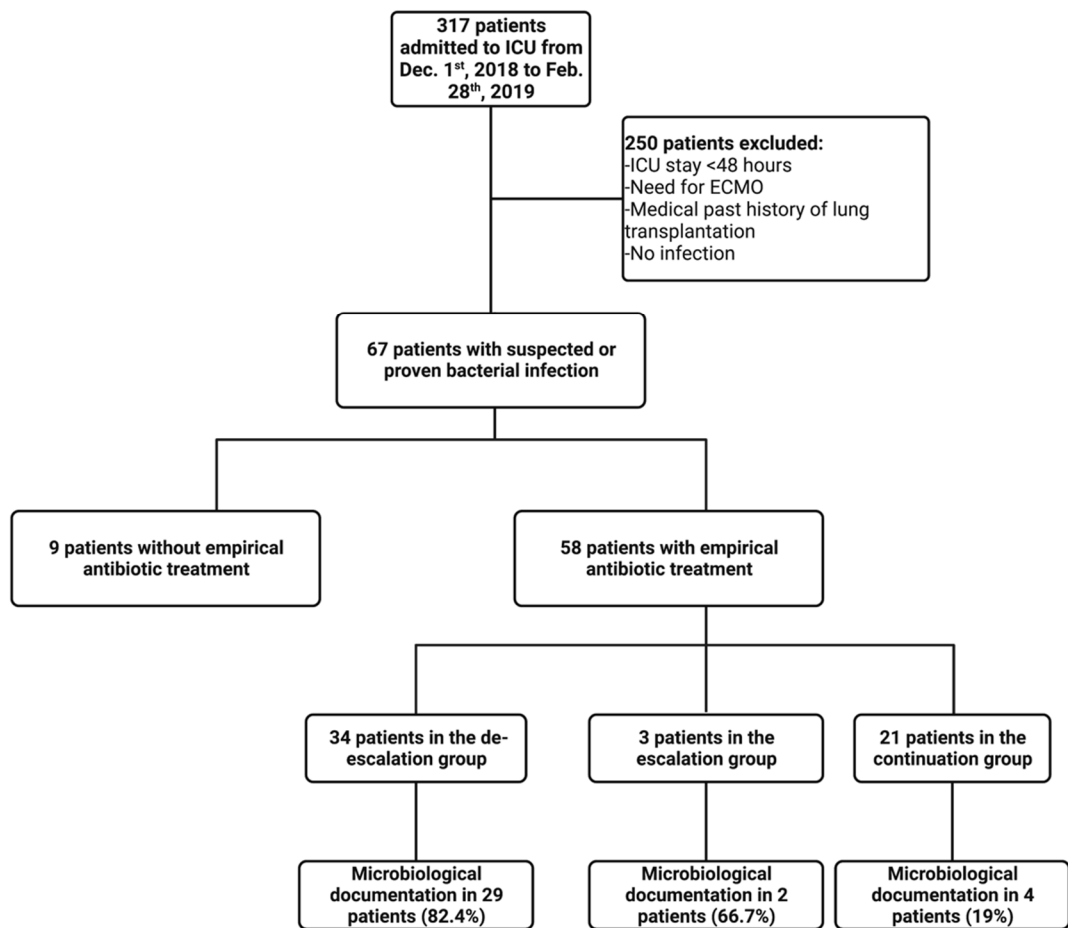 317 patients
admitted to ICU from
Dec. 1st, 2018 to Feb.
28th, 2019
250 patients excluded:
-ICU stay <48 hours
-Need for ECMO
-Medical past history of lung
transplantation
-No infection
67 patients with suspected or
proven bacterial infection
9 patients without empirical
antibiotic treatment
58 patients with empirical
antibiotic treatment
34 patients in the de-
escalation group
3 patients in the
escalation group
21 patients in the
continuation group
Microbiological
documentation in 29
patients (82.4%)
Microbiological
documentation in 2
patients (66.7%)
Microbiological
documentation in 4
patients (19%)